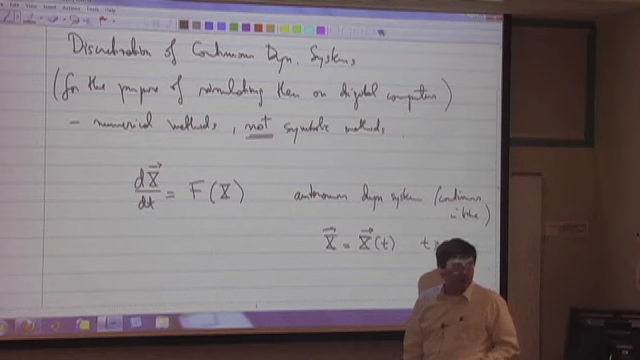 Discretization of Continuous Dyn. Systems
(for the purpose of simulating them on digital computers)
- numerical methods, not symbolic methods
dX/dt = F(X) autonomous dyn system (continuous in time)
X = X(t) t